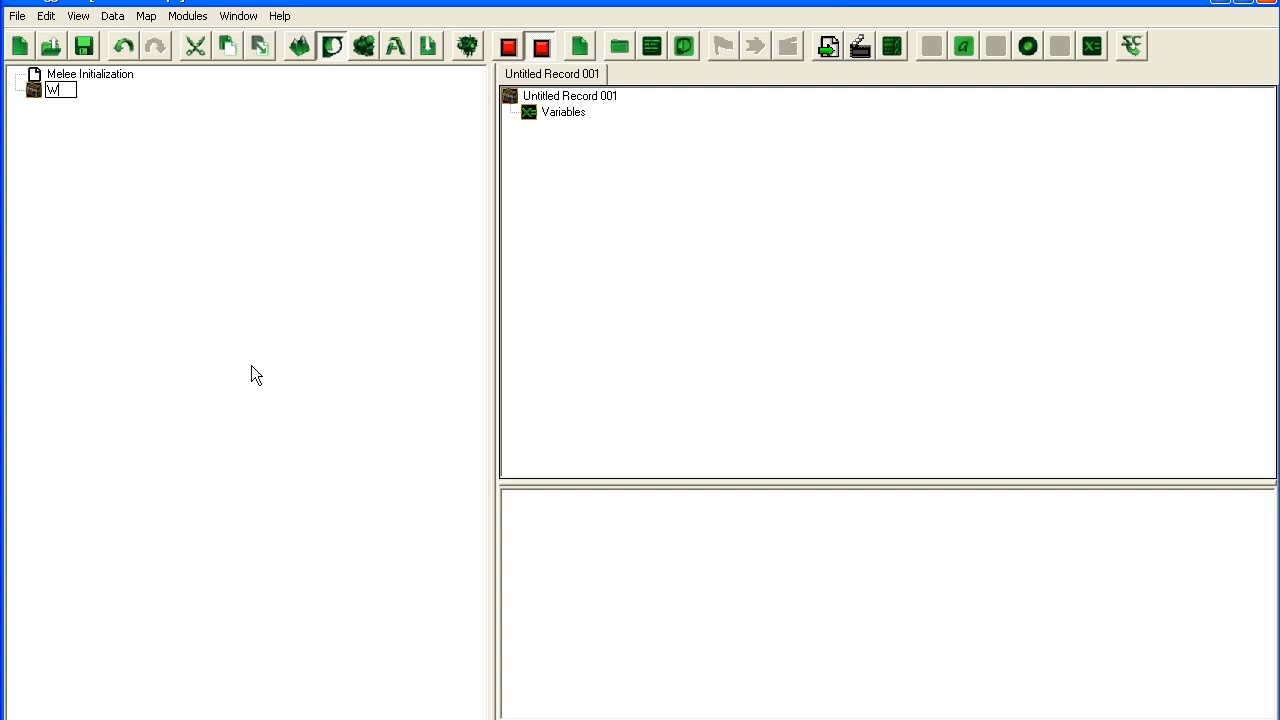 File Edit View Data Map Modules Window Help
Melee Initialization
W
Untitled Record 001
Untitled Record 001
Variables